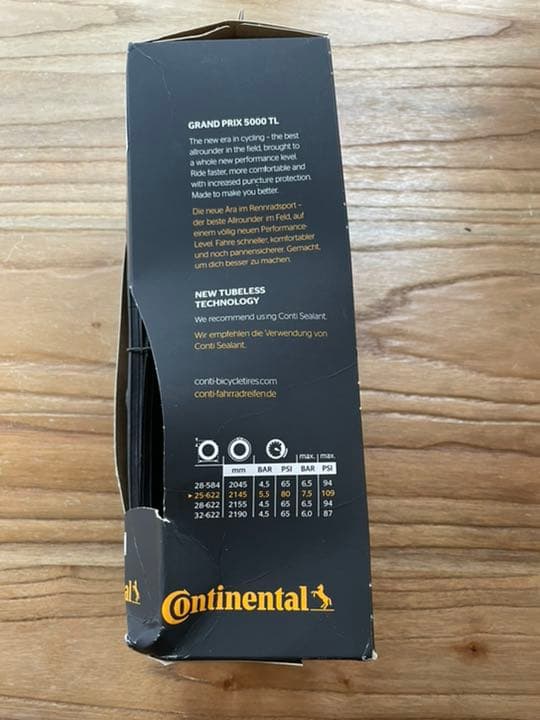 GRAND PRIX 5000 TL
The new era in cycling - the best
allrounder in the field, brought to
a whole new performance level.
Ride faster, more comfortable and
with increased puncture protection.
Made to make you better.
Die neue Ära im Rennradsport -
der beste Allrounder im Feld, auf
einem völlig neuen Performance-
Level. Fahre schneller, komfortabler
und noch pannensicherer. Gemacht,
um dich besser zu machen.
NEW TUBELESS
TECHNOLOGY
We recommend using Conti Sealant.
Wir empfehlen die Verwendung von
Conti Sealant.
conti-bicycletires.com
conti-fahrradreifen.de
max. max.
mm BAR PSI BAR PSI
28-584 2045 4,5 65 6,5 94
▸25-622 2145 5,5 80 7,5 109
28-622 2155 4,5 65 6,5 94
32-622 2190 4,5 65 6,0 87
al
Continental